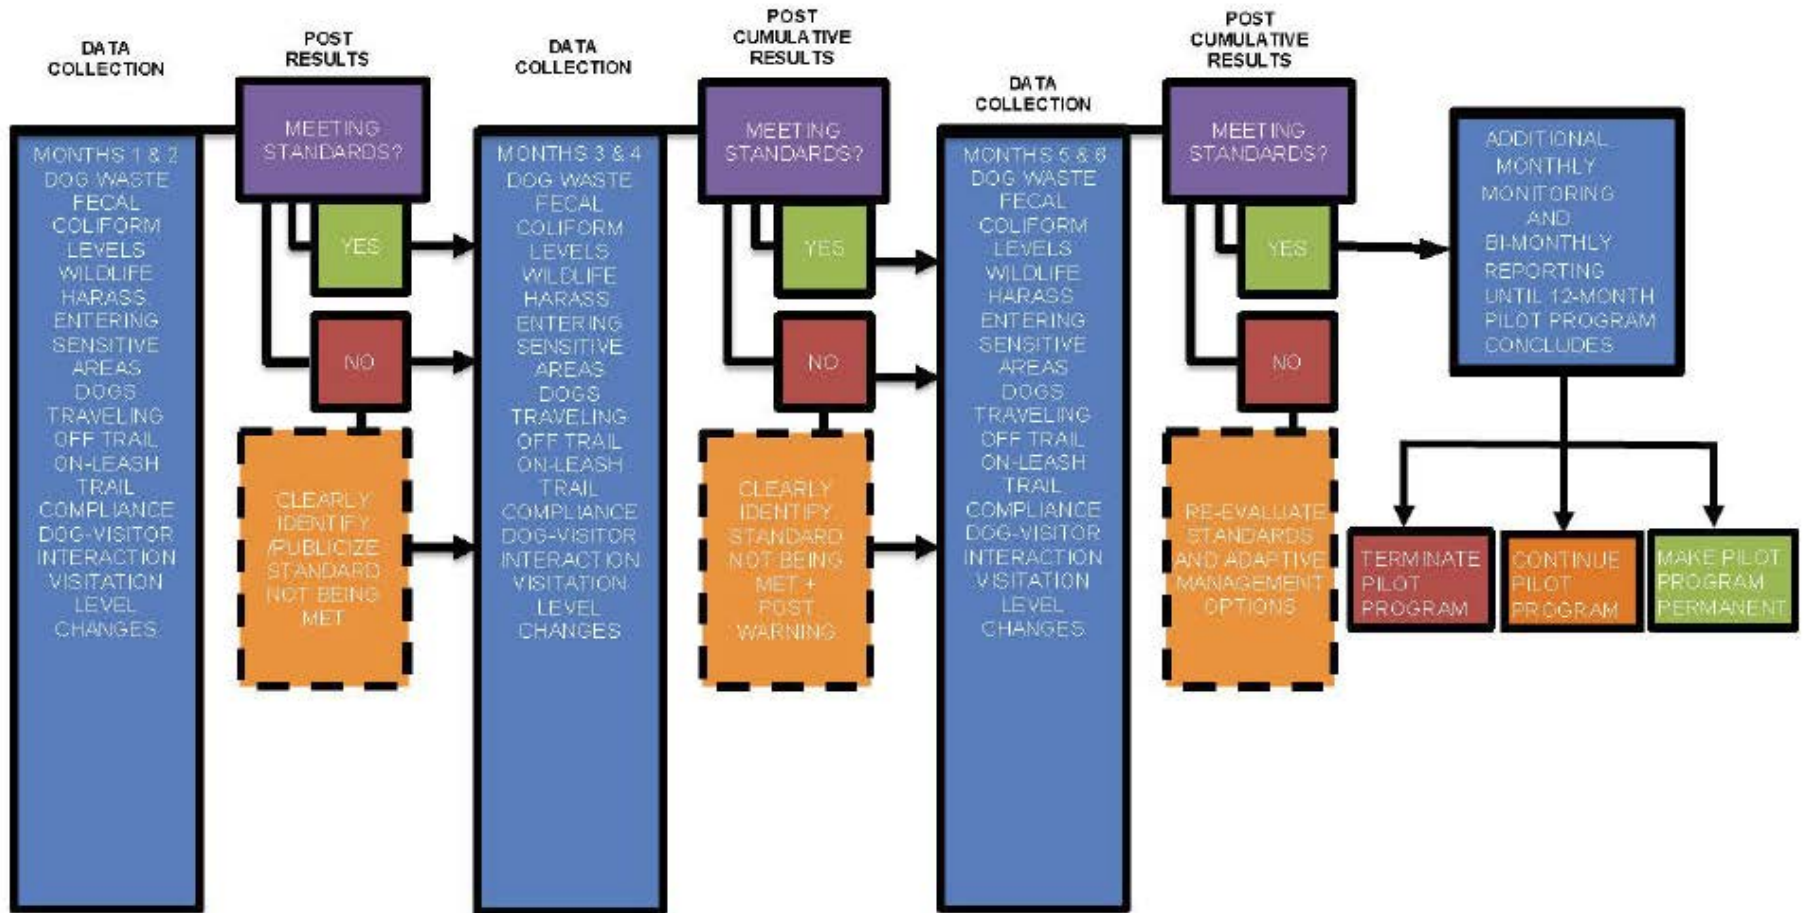 DATA
COLLECTION
MONTHS 1 & 2
DOG WASTE
FECAL
COLIFORM
LEVELS
WILDLIFE
HARASS
ENTERING
SENSITIVE
AREAS
DOGS
TRAVELING
OFF TRAIL
ON-LEASH
TRAIL
COMPLIANCE
DOG-VISITOR
INTERACTION
VISITATION
LEVEL
CHANGES
POST
RESULTS
MEETING
STANDARDS?
YES
NO
CLEARLY
IDENTIFY
/PUBLICIZE
STANDARD
NOT BEING
MET
DATA
COLLECTION
MONTHS 3 & 4
DOG WASTE
FECAL
COLIFORM
LEVELS
WILDLIFE
HARASS
ENTERING
SENSITIVE
AREAS
DOGS
TRAVELING
OFF TRAIL
ON-LEASH
TRAIL
COMPLIANCE
DOG-VISITOR
INTERACTION
VISITATION
LEVEL
CHANGES
POST
CUMULATIVE
RESULTS
MEETING
STANDARDS?
YES
NO
CLEARLY
IDENTIFY
STANDARD
NOT BEING
MET +
POST
WARNING
DATA
COLLECTION
MONTHS 5 & 6
DOG WASTE
FECAL
COLIFORM
LEVELS
WILDLIFE
HARASS
ENTERING
SENSITIVE
AREAS
DOGS
TRAVELING
OFF TRAIL
ON-LEASH
TRAIL
COMPLIANCE
DOG-VISITOR
INTERACTION
VISITATION
LEVEL
CHANGES
POST
CUMULATIVE
RESULTS
MEETING
STANDARDS?
YES
NO
RE-EVALUATE
STANDARDS
AND ADAPTIVE
MANAGEMENT
OPTIONS
ADDITIONAL
MONTHLY
MONITORING
AND
BI-MONTHLY
REPORTING
UNTIL 12-MONTH
PILOT PROGRAM
CONCLUDES
TERMINATE
PILOT
PROGRAM
CONTINUE
PILOT
PROGRAM
MAKE PILOT
PROGRAM
PERMANENT